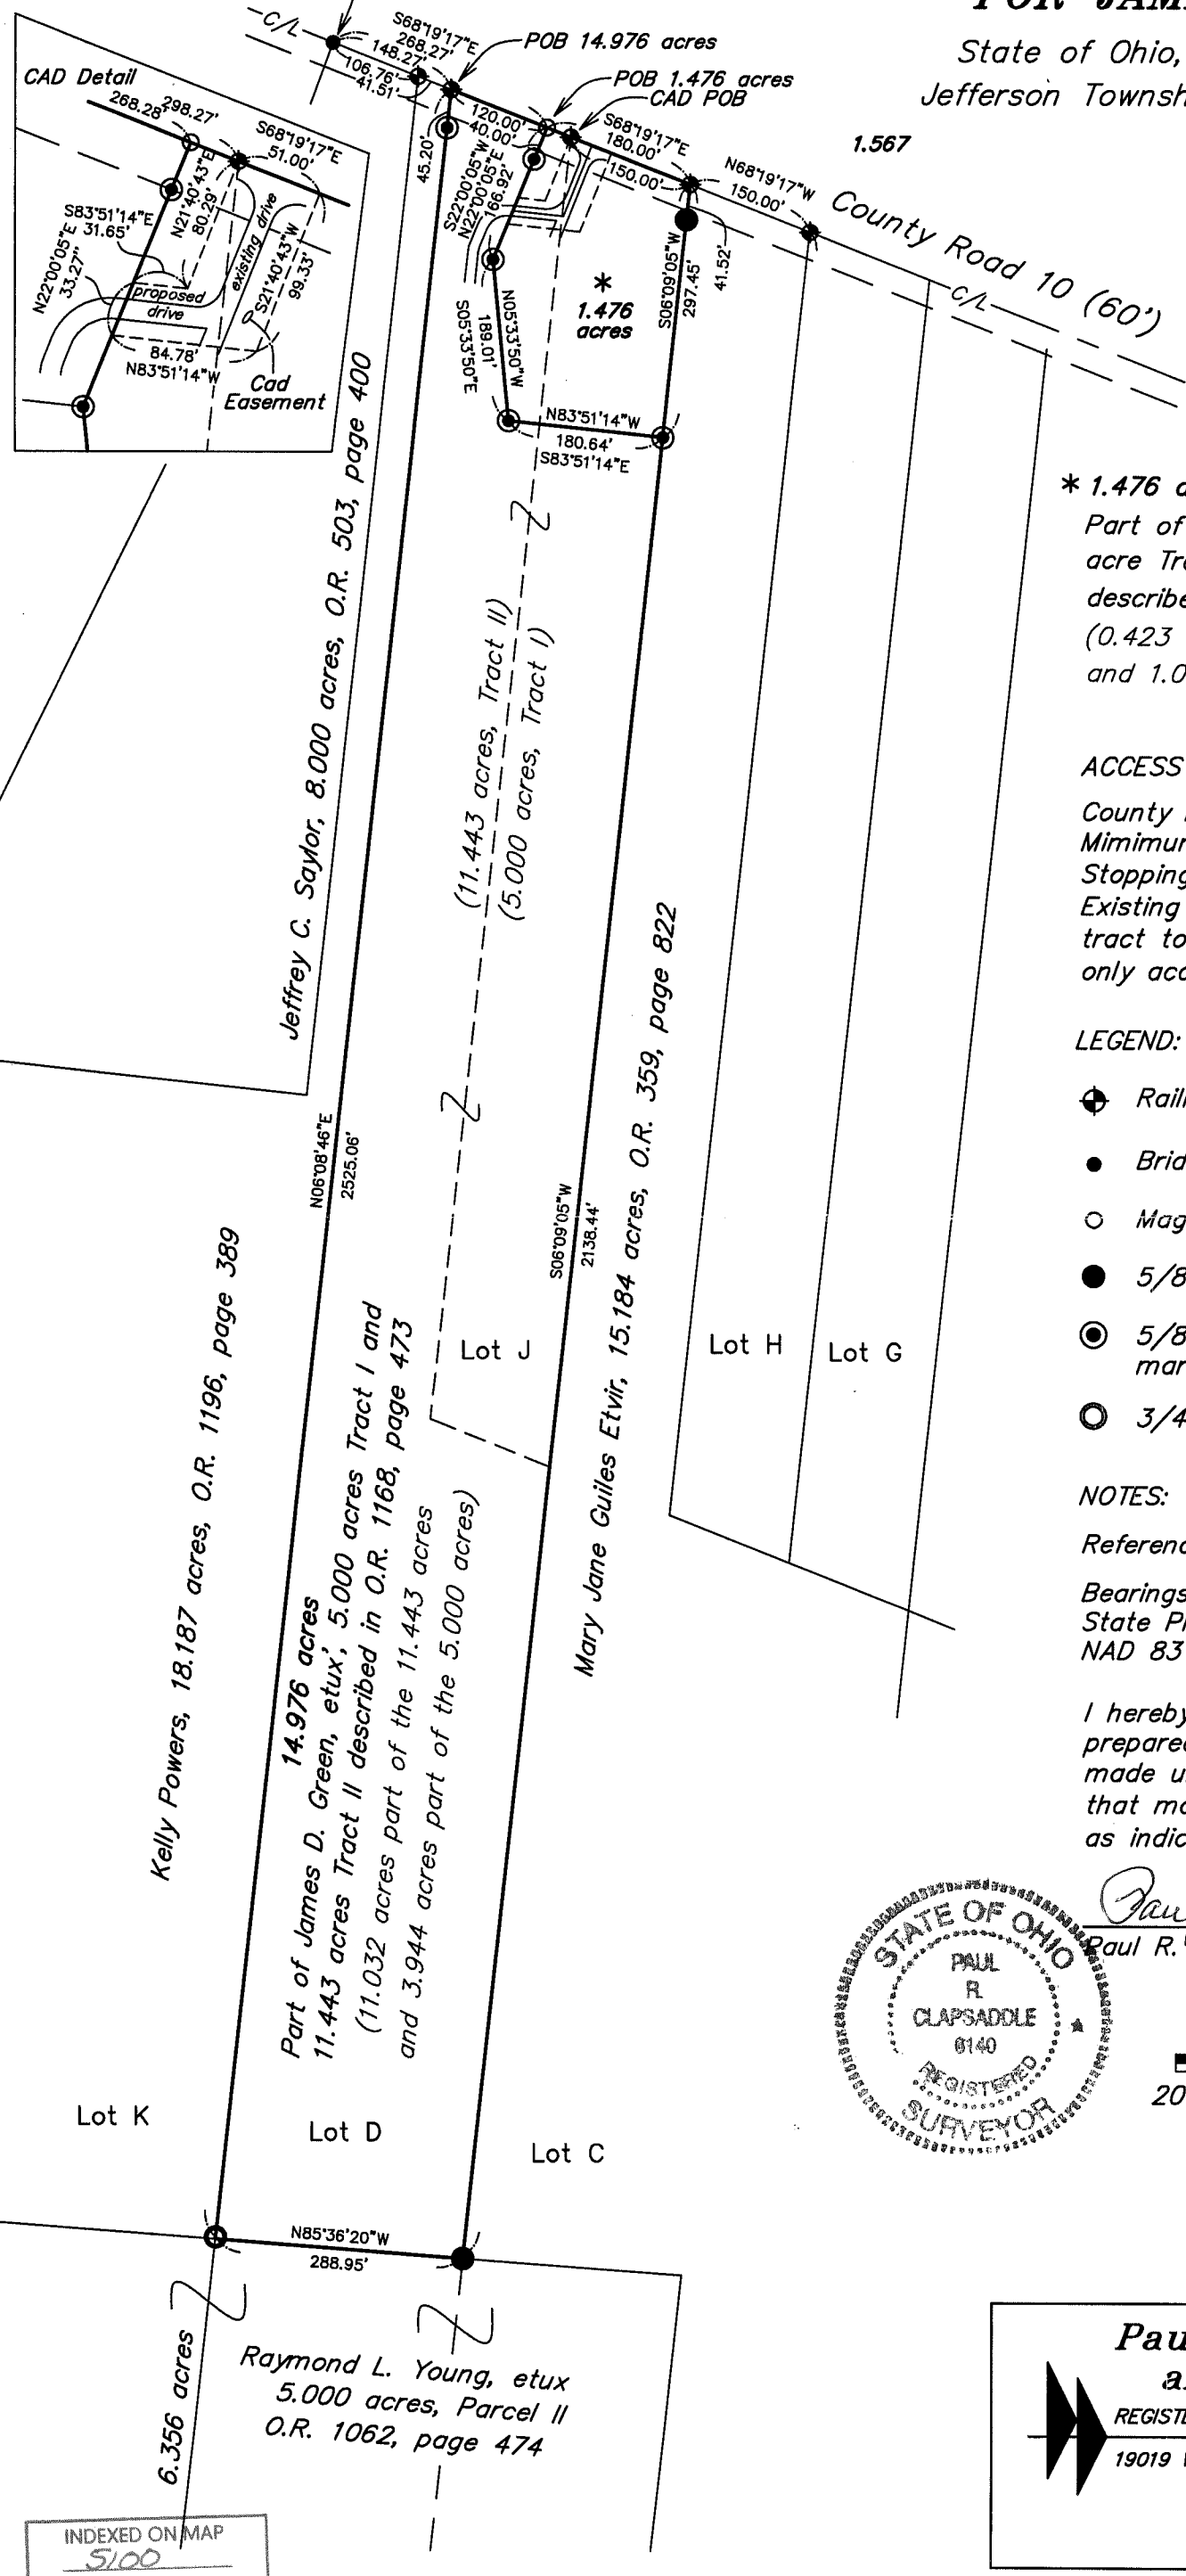 FOR JAM
State of Ohio,
Jefferson Townsh
C/L
S68°19'17"E
268.27'
148.27'
106.76'
41.51'
POB 14.976 acres
POB 1.476 acres
CAD POB
120.00'
40.00'
S68°19'17"E
180.00'
150.00'
N68°19'17"W
150.00'
1.567
County Road 10 (60')
C/L
CAD Detail
268.28'
298.27'
S68°19'17"E
51.00'
N21°40'43"E
80.29'
S83°51'14"E
31.65'
N22°00'05"E
33.27'
existing drive
S21°40'43"W
99.33'
proposed
drive
84.78'
N83°51'14"W
Cad
Easement
45.20'
S22°00'05"W
N22°00'05"E
166.92'
N05°33'50"W
189.01'
S05°33'50"E
*
1.476
acres
S06°09'05"W
297.45'
41.52'
N83°51'14"W
180.64'
S83°51'14"E
* 1.476 a
Part of
acre Tra
describe
(0.423
and 1.0
Jeffrey C. Saylor, 8.000 acres, O.R. 503, page 400
(11.443 acres, Tract II)
(5.000 acres, Tract I)
ACCESS
County
Mimimum
Stopping
Existing
tract to
only acc
Mary Jane Guiles Etvir, 15.184 acres, O.R. 359, page 822
LEGEND:
Railr
Brid
Mag
5/8
5/8
mar
3/4
N06°08'46"E
2525.06'
S06°09'05"W
2138.44'
Lot J
Lot H
Lot G
Kelly Powers, 18.187 acres, O.R. 1196, page 389
14.976 acres
Part of James D. Green, etux', 5.000 acres Tract I and
11.443 acres Tract II described in O.R. 1168, page 473
(11.032 acres part of the 11.443 acres
and 3.944 acres part of the 5.000 acres)
NOTES:
Referenc
Bearings
State Pl
NAD 83
I hereby
prepared
made u
that mo
as indic
Paul R.
STATE OF OHIO
PAUL
R.
CLAPSADDLE
6140
REGISTERED
SURVEYOR
20
Lot K
Lot D
Lot C
N85°36'20"W
288.95'
6.356 acres
Raymond L. Young, etux
5.000 acres, Parcel II
O.R. 1062, page 474
Pau
a
REGISTE
19019
INDEXED ON MAP
5100